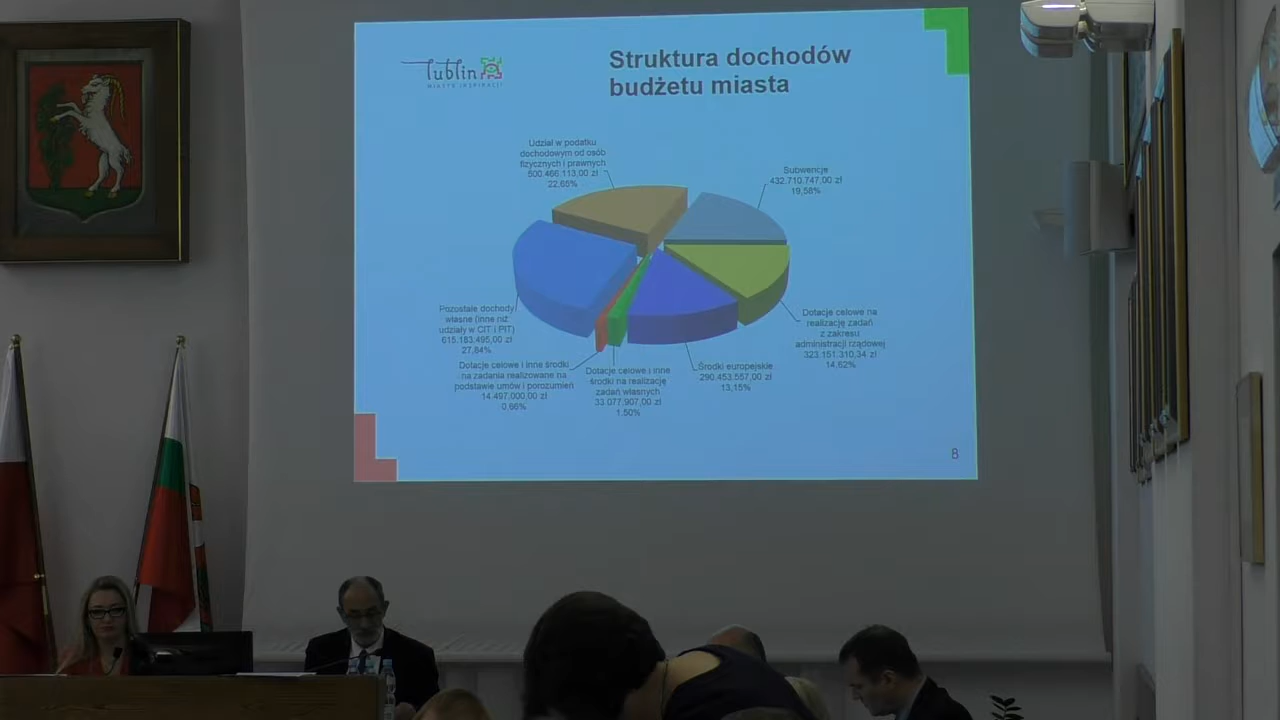 lublin
MIASTO INSPIRACJI
Struktura dochodów
budżetu miasta
Udział w podatku
dochodowym od osób
fizycznych i prawnych
500.466.113,00 zł
22,65%
Subwencje
432.710.747,00 zł
19,58%
Pozostałe dochody
własne (inne niż
udziały w CIT i PIT)
615.183.495,00 zł
27,84%
Dotacje celowe na
realizację zadań
z zakresu
administracji rządowej
323.151.310,34 zł
14,62%
Dotacje celowe i inne środki
na zadania realizowane na
podstawie umów i porozumień
14.497.000,00 zł
0,66%
Dotacje celowe i inne
środki na realizację
zadań własnych
33.077.907,00 zł
1,50%
Środki europejskie
290.453.557,00 zł
13,15%
8